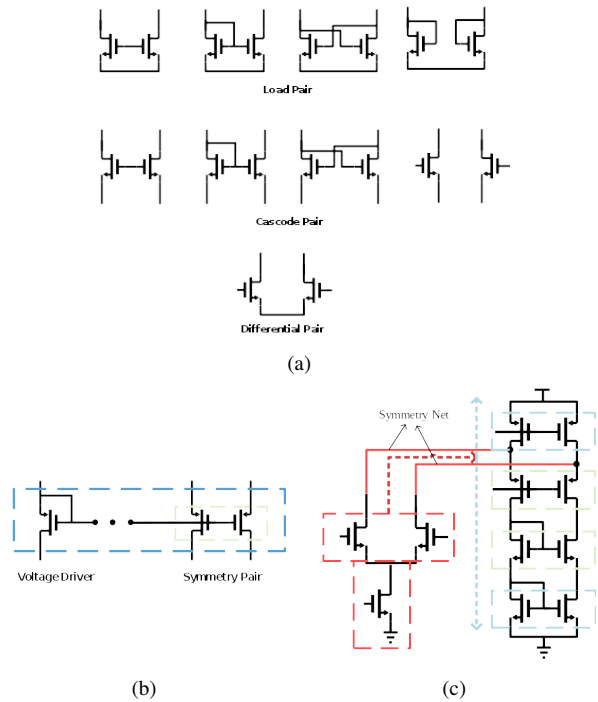 Load Pair
Cascode Pair
Differential Pair
(a)
Symmetry Net
Voltage Driver
Symmetry Pair
(b)
(c)